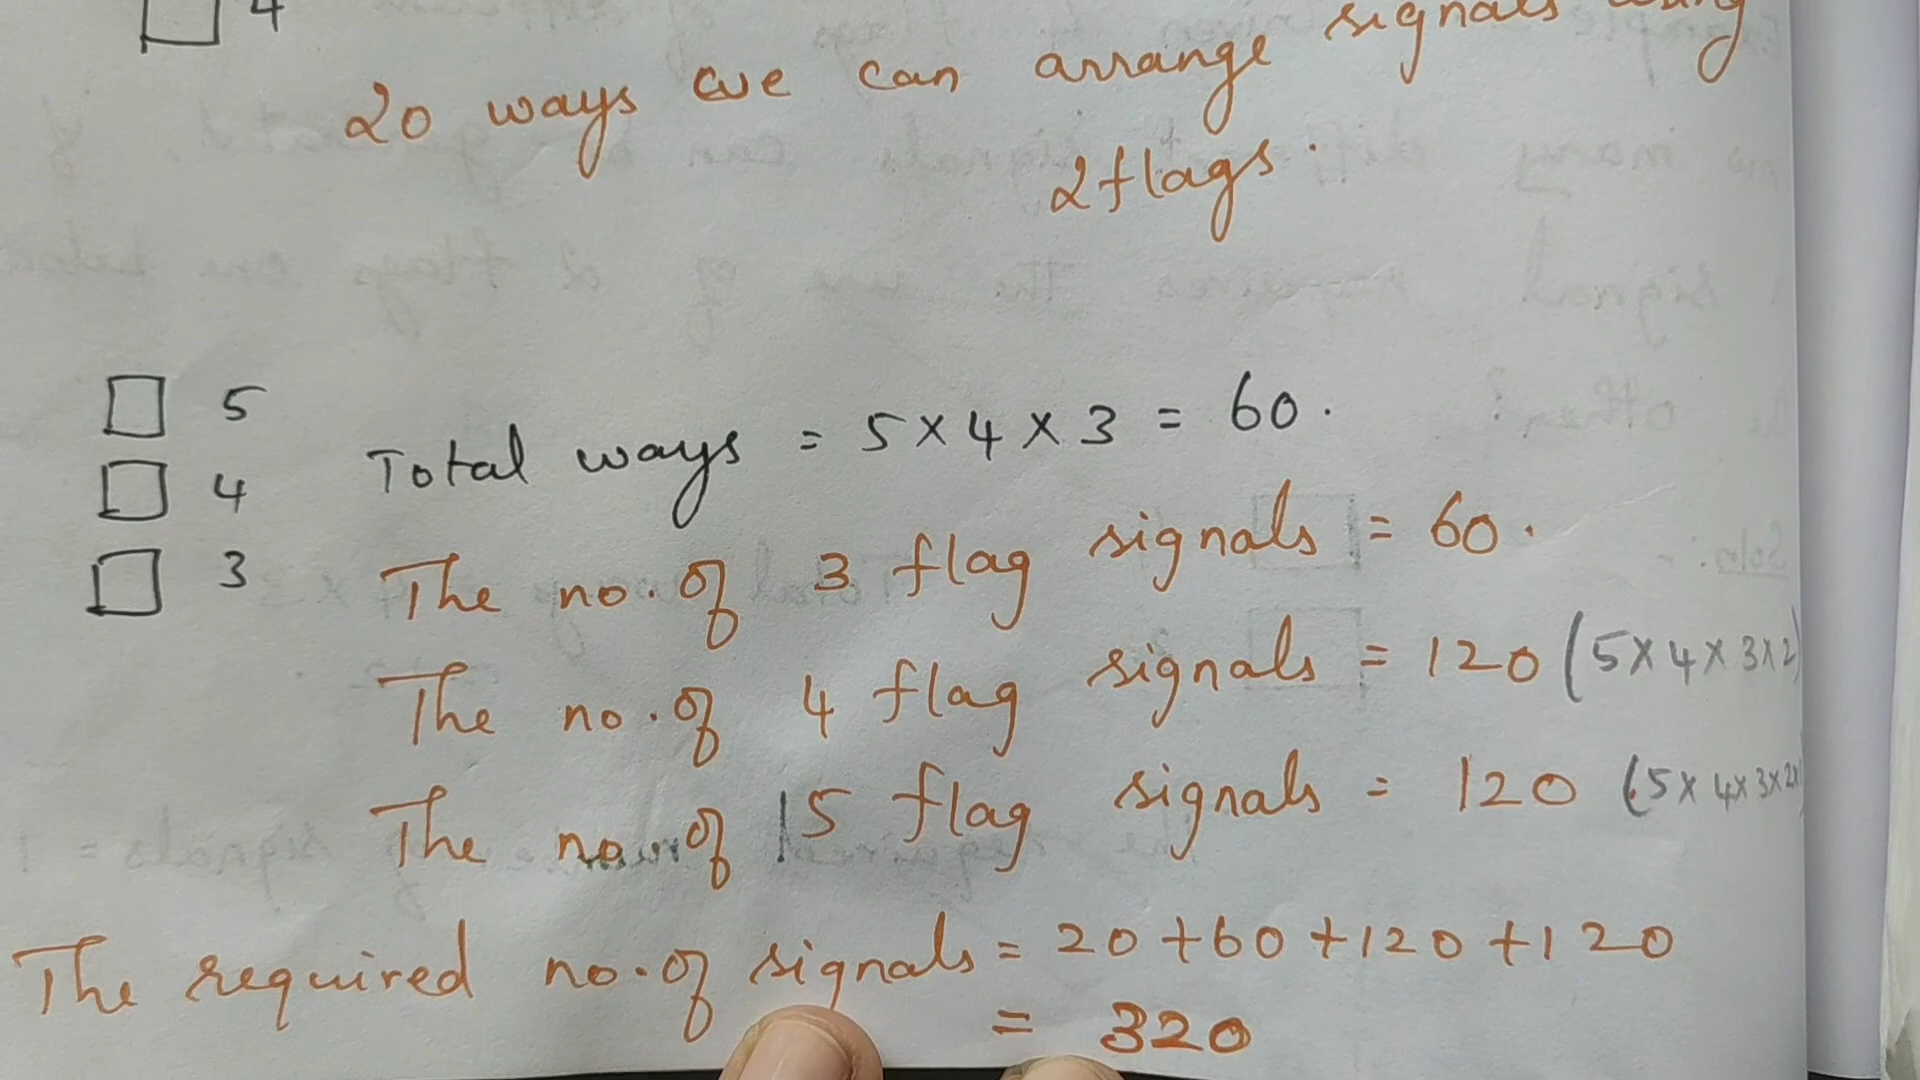 4
20 ways we can arrange signals using
2 flags.
5
4 Total ways = 5 × 4 × 3 = 60.
3
The no. of 3 flag signals = 60.
The no. of 4 flag signals = 120 (5×4×3×2)
The no. of 5 flag signals = 120 (5×4×3×2×
The required no. of signals = 20+60+120+120
= 320